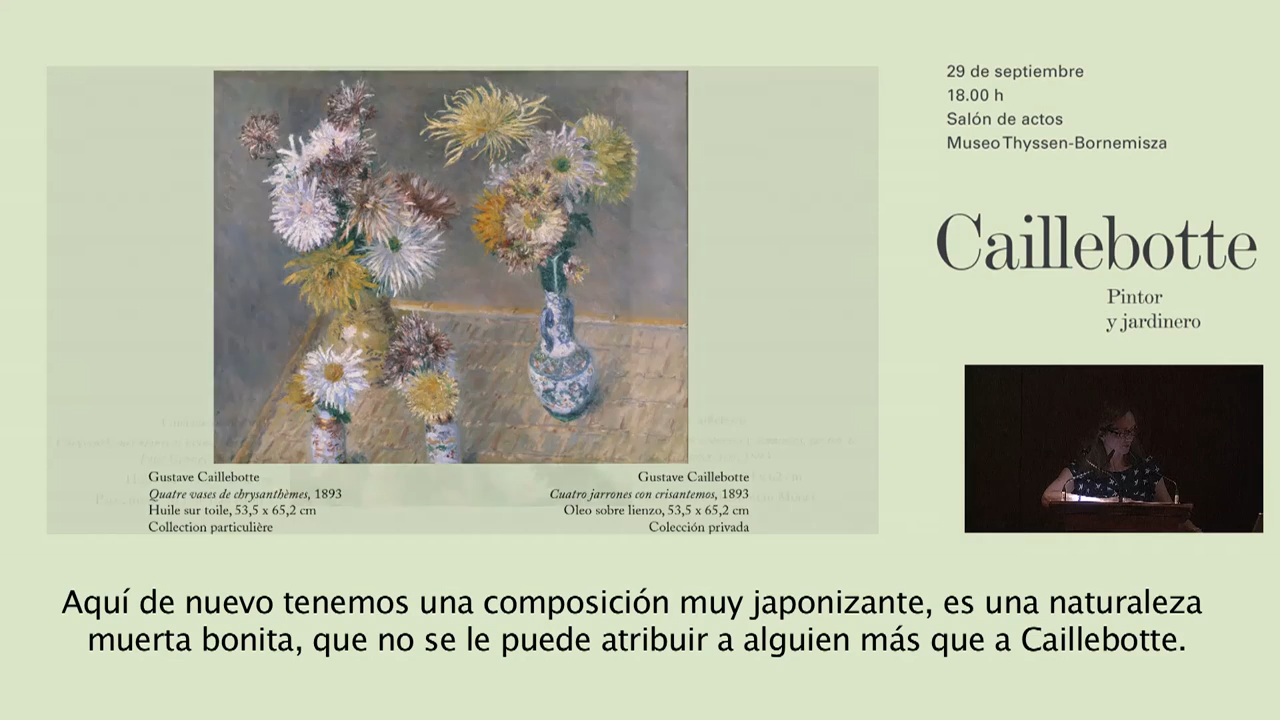 29 de septiembre
18.00 h
Salón de actos
Museo Thyssen-Bornemisza
Caillebotte
Pintor
y jardinero
Gustave Caillebotte
Quatre vases de chrysanthèmes, 1893
Huile sur toile, 53,5 x 65,2 cm
Collection particulière
Gustave Caillebotte
Cuatro jarrones con crisantemos, 1893
Oleo sobre lienzo, 53,5 x 65,2 cm
Colección privada
Aquí de nuevo tenemos una composición muy japonizante, es una naturaleza
muerta bonita, que no se le puede atribuir a alguien más que a Caillebotte.